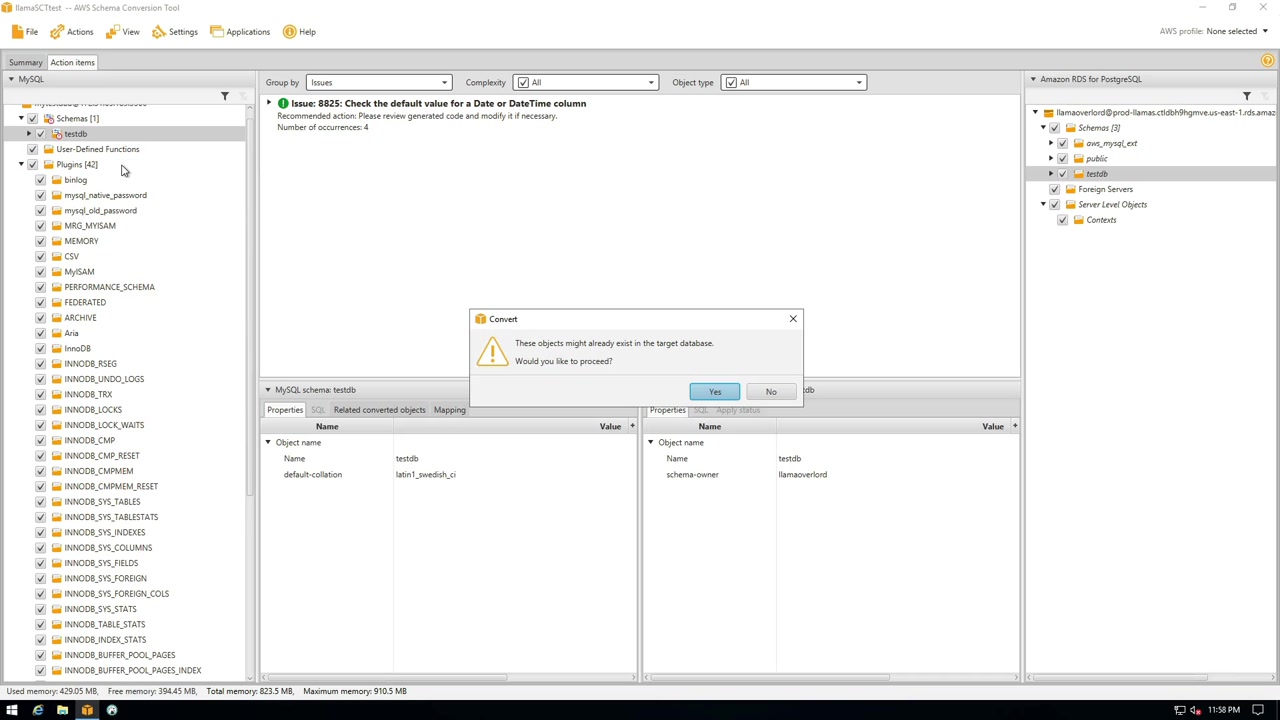 llamaSCTtest -- AWS Schema Conversion Tool
File Actions View Settings Applications Help
AWS profile: None selected
Summary Action items
MySQL
Schemas [1]
testdb
User-Defined Functions
Plugins [42]
binlog
mysql_native_password
mysql_old_password
MRG_MYISAM
MEMORY
CSV
MyISAM
PERFORMANCE_SCHEMA
FEDERATED
ARCHIVE
Aria
InnoDB
INNODB_RSEG
INNODB_UNDO_LOGS
INNODB_TRX
INNODB_LOCKS
INNODB_LOCK_WAITS
INNODB_CMP
INNODB_CMP_RESET
INNODB_CMPMEM
INNODB_CMPMEM_RESET
INNODB_SYS_TABLES
INNODB_SYS_TABLESTATS
INNODB_SYS_INDEXES
INNODB_SYS_COLUMNS
INNODB_SYS_FIELDS
INNODB_SYS_FOREIGN
INNODB_SYS_FOREIGN_COLS
INNODB_SYS_STATS
INNODB_TABLE_STATS
INNODB_INDEX_STATS
INNODB_BUFFER_POOL_PAGES
INNODB_BUFFER_POOL_PAGES_INDEX
Group by Issues Complexity All Object type All
Issue: 8825: Check the default value for a Date or DateTime column
Recommended action: Please review generated code and modify it if necessary.
Number of occurrences: 4
Convert
These objects might already exist in the target database.
Would you like to proceed?
Yes No
MySQL schema: testdb
Properties SQL Related converted objects Mapping
Name Value
Object name
Name testdb
default-collation latin1_swedish_ci
Properties SQL Apply status
Name Value
Object name
Name testdb
schema-owner llamaoverlord
Amazon RDS for PostgreSQL
llamaoverlord@prod-llamas.ctldbh9hgmve.us-east-1.rds.amaz
Schemas [3]
aws_mysql_ext
public
testdb
Foreign Servers
Server Level Objects
Contexts
Used memory: 429.05 MB, Free memory: 394.45 MB, Total memory: 823.5 MB, Maximum memory: 910.5 MB
11:58 PM